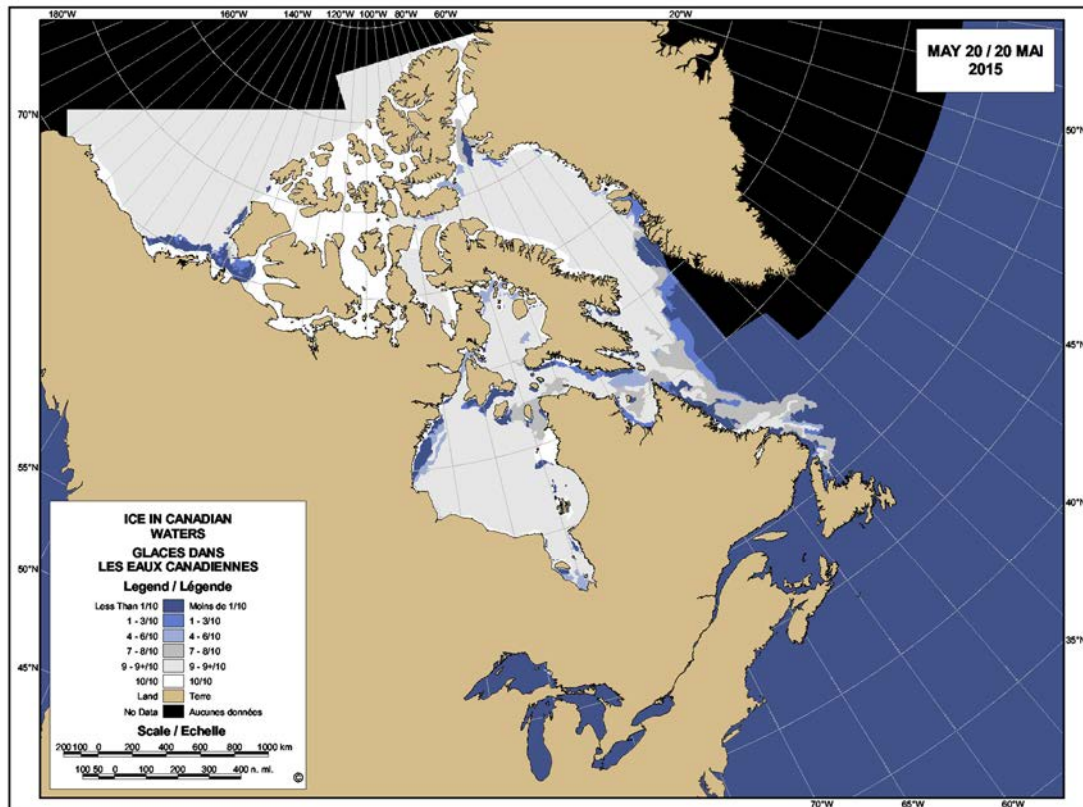 180°W 160°W 140°W 120°W 100°W 80°W 60°W 20°W
MAY 20 / 20 MAI
2015
70°N
50°N
45°N
55°N
40°N
50°N
35°N
45°N
ICE IN CANADIAN
WATERS
GLACES DANS
LES EAUX CANADIENNES
Legend / Légende
Less Than 1/10 Moins de 1/10
1 - 3/10 1 - 3/10
4 - 6/10 4 - 6/10
7 - 8/10 7 - 8/10
9 - 9+/10 9 - 9+/10
10/10 10/10
Land Terre
No Data Aucunes données
Scale / Echelle
200 100 0 200 400 600 800 1000 km
100 50 0 100 200 300 400 n. mi.
©
70°W 65°W 60°W